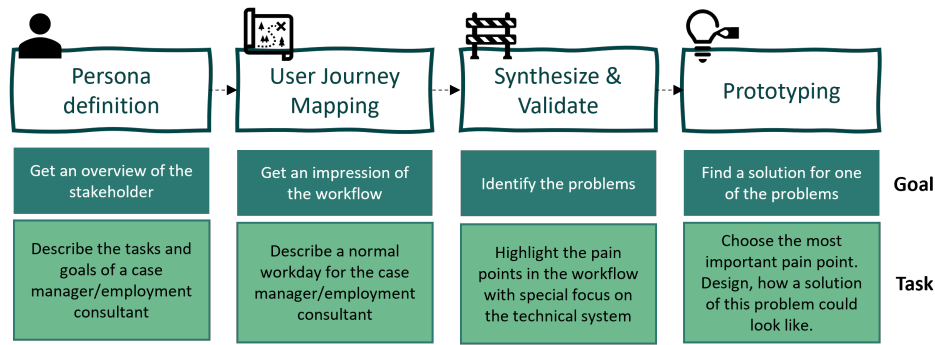 Persona
definition
User Journey
Mapping
Synthesize &
Validate
Prototyping
Get an overview of the
stakeholder
Get an impression of
the workflow
Identify the problems
Find a solution for one
of the problems
Goal
Describe the tasks and
goals of a case
manager/employment
consultant
Describe a normal
workday for the case
manager/employment
consultant
Highlight the pain
points in the workflow
with special focus on
the technical system
Choose the most
important pain point.
Design, how a solution
of this problem could
look like.
Task